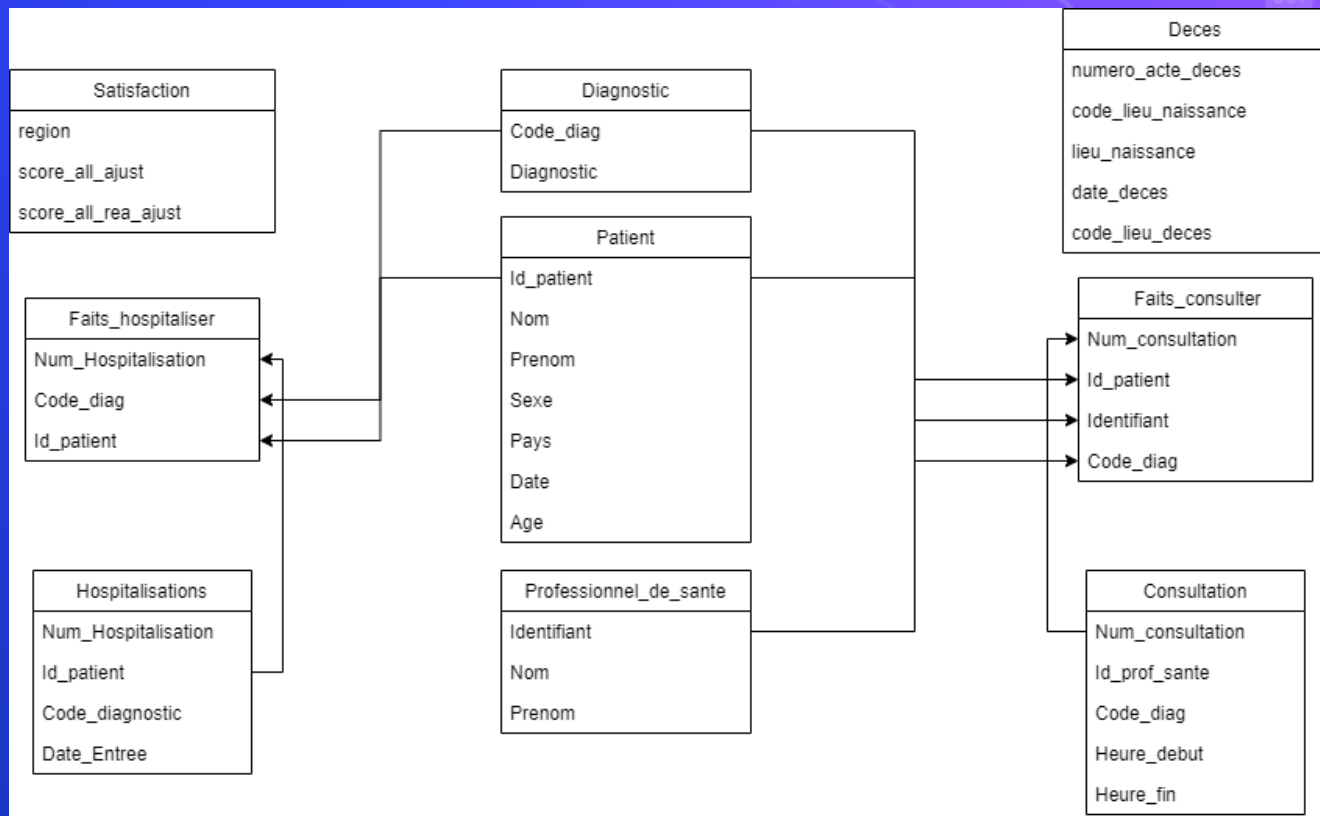 Deces
numero_acte_deces
code_lieu_naissance
lieu_naissance
date_deces
code_lieu_deces
Satisfaction
region
score_all_ajust
score_all_rea_ajust
Diagnostic
Code_diag
Diagnostic
Patient
Id_patient
Nom
Prenom
Sexe
Pays
Date
Age
Faits_hospitaliser
Num_Hospitalisation
Code_diag
Id_patient
Faits_consulter
Num_consultation
Id_patient
Identifiant
Code_diag
Hospitalisations
Num_Hospitalisation
Id_patient
Code_diagnostic
Date_Entree
Professionnel_de_sante
Identifiant
Nom
Prenom
Consultation
Num_consultation
Id_prof_sante
Code_diag
Heure_debut
Heure_fin